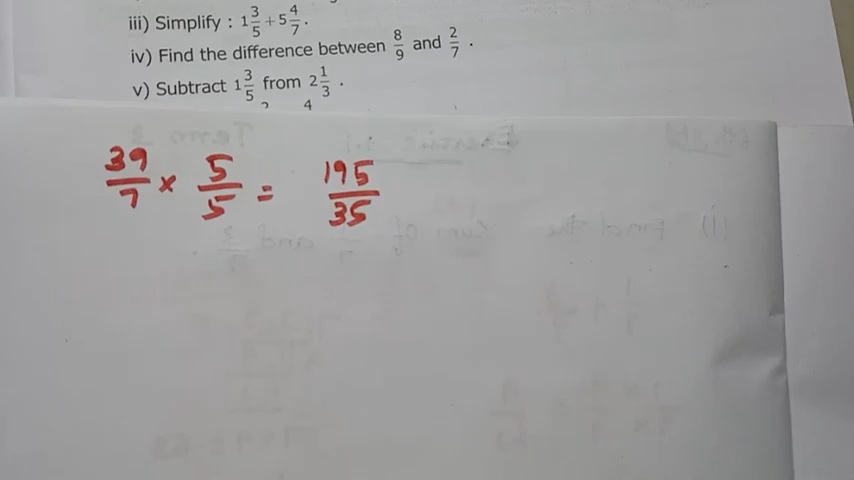 iii) Simplify : 1 3/5 + 5 4/7 .
iv) Find the difference between 8/9 and 2/7 .
v) Subtract 1 3/5 from 2 1/3 .
39/7 × 5/5 = 195/35